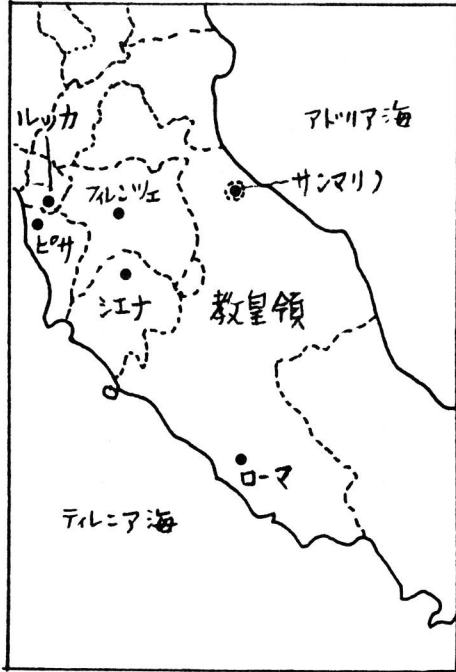 ルッカ
アドリア海
フィレンツェ
サンマリノ
ピサ
シエナ
教皇領
ローマ
ティレニア海